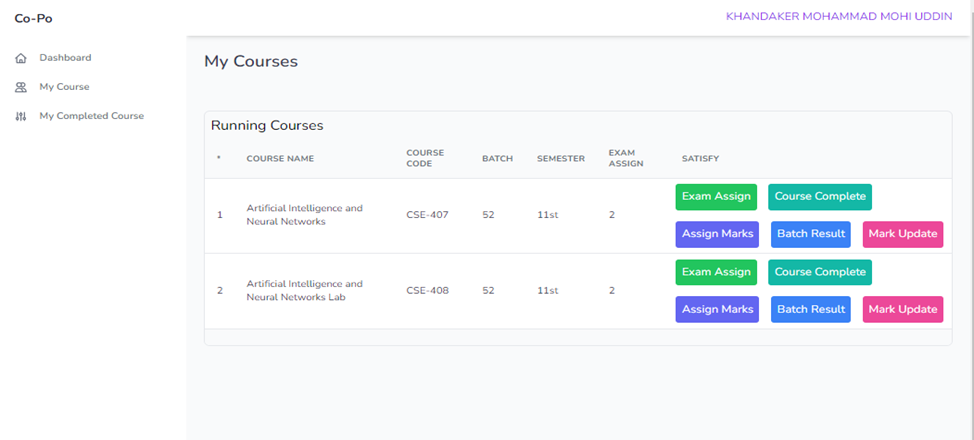 Co-Po
KHANDAKER MOHAMMAD MOHI UDDIN
Dashboard
My Course
My Completed Course
My Courses
Running Courses
* COURSE NAME COURSE CODE BATCH SEMESTER EXAM ASSIGN SATISFY
1 Artificial Intelligence and Neural Networks CSE-407 52 11st 2
Exam Assign Course Complete
Assign Marks Batch Result Mark Update
2 Artificial Intelligence and Neural Networks Lab CSE-408 52 11st 2
Exam Assign Course Complete
Assign Marks Batch Result Mark Update